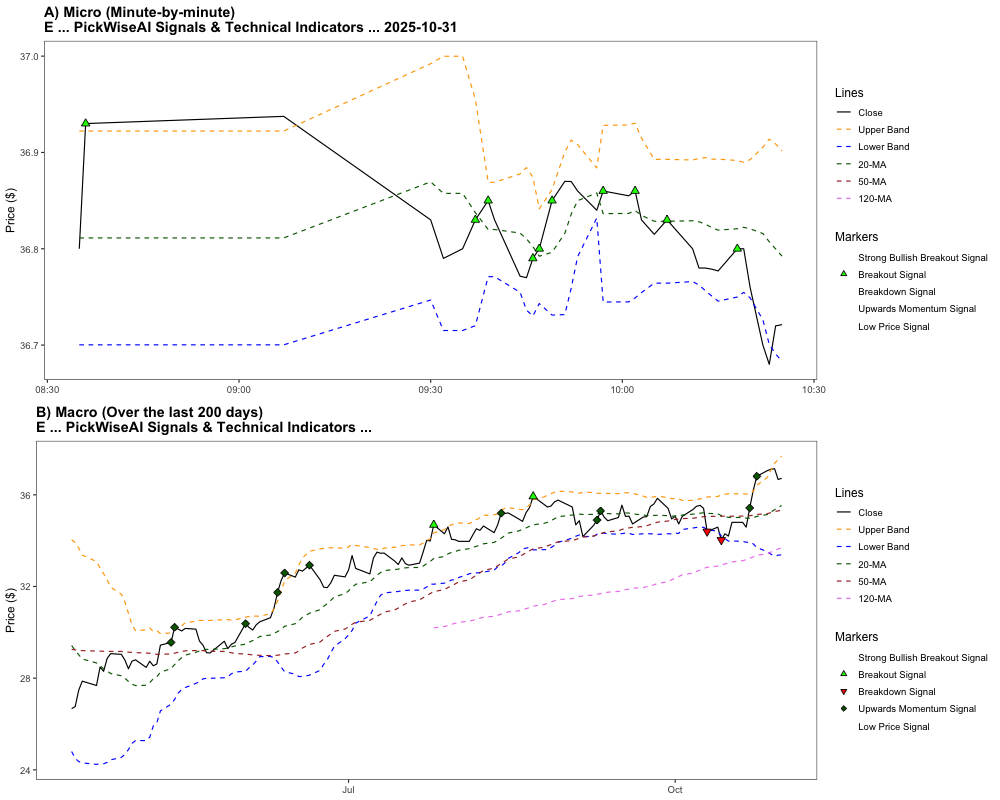 A) Micro (Minute-by-minute)
E ... PickWiseAI Signals & Technical Indicators ... 2025-10-31
Price ($)
37.0
36.9
36.8
36.7
08:30
09:00
09:30
10:00
10:30
Lines
Close
Upper Band
Lower Band
20-MA
50-MA
120-MA
Markers
Strong Bullish Breakout Signal
Breakout Signal
Breakdown Signal
Upwards Momentum Signal
Low Price Signal
B) Macro (Over the last 200 days)
E ... PickWiseAI Signals & Technical Indicators ...
Price ($)
36
32
28
24
Jul
Oct
Lines
Close
Upper Band
Lower Band
20-MA
50-MA
120-MA
Markers
Strong Bullish Breakout Signal
Breakout Signal
Breakdown Signal
Upwards Momentum Signal
Low Price Signal